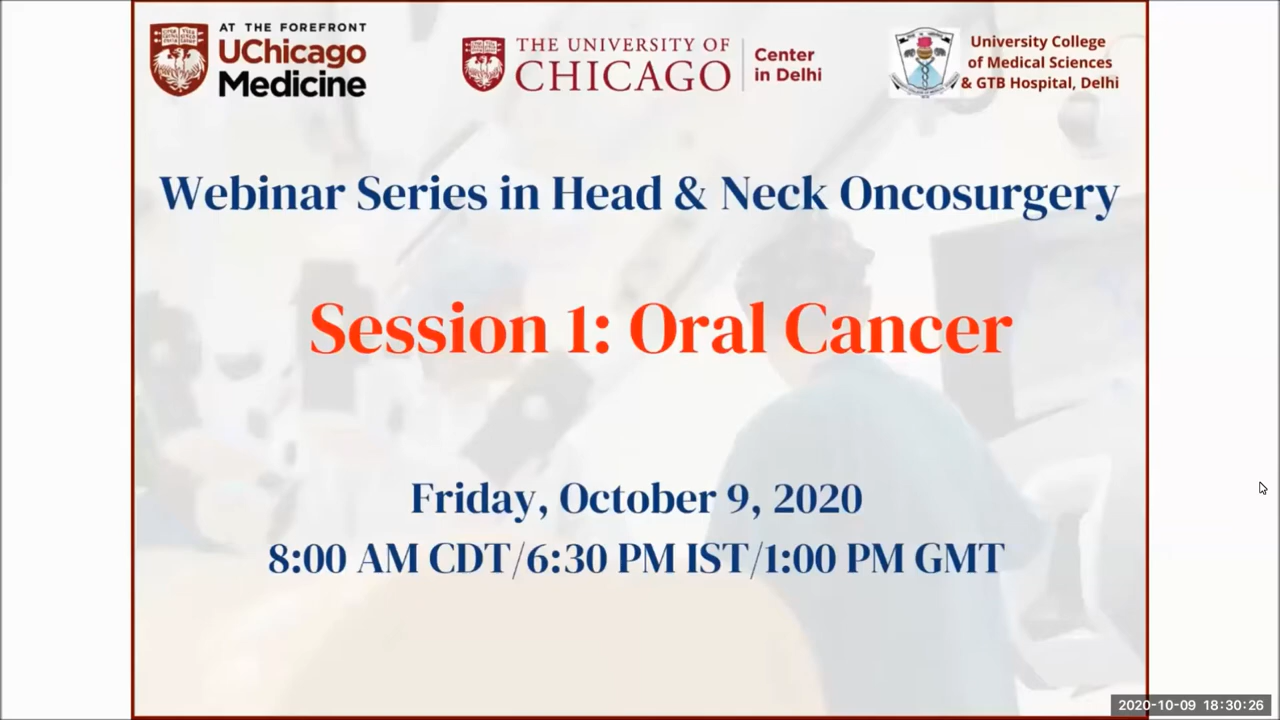 AT THE FOREFRONT
UChicago
Medicine
THE UNIVERSITY OF
CHICAGO
Center
in Delhi
University College
of Medical Sciences
& GTB Hospital, Delhi
Webinar Series in Head & Neck Oncosurgery
Session 1: Oral Cancer
Friday, October 9, 2020
8:00 AM CDT/6:30 PM IST/1:00 PM GMT
2020-10-09 18:30:26